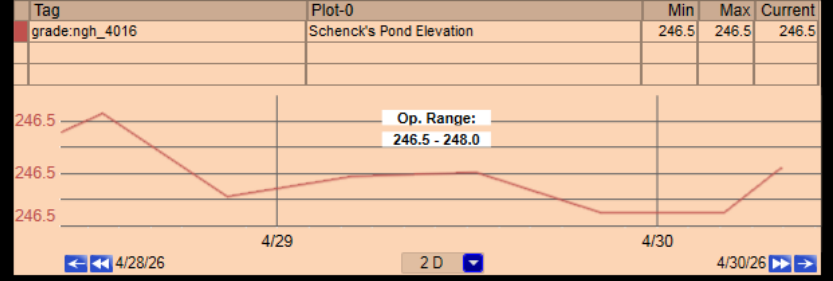 Tag Plot-0 Min Max Current
grade:ngh_4016 Schenck's Pond Elevation 246.5 246.5 246.5
246.5
Op. Range:
246.5 - 248.0
246.5
246.5
4/29 4/30
4/28/26 2 D 4/30/26